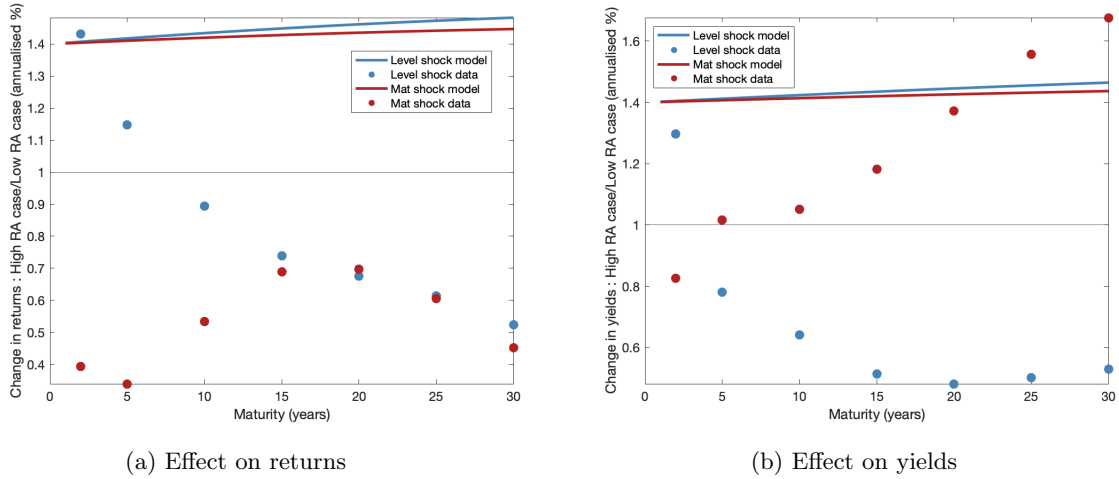 Change in returns : High RA case/Low RA case (annualised %)
1.4
1.3
1.2
1.1
1
0.9
0.8
0.7
0.6
0.5
0.4
0
5
10
15
20
25
30
Maturity (years)
Level shock model
Level shock data
Mat shock model
Mat shock data
(a) Effect on returns
Change in yields : High RA case/Low RA case (annualised %)
1.6
1.4
1.2
1
0.8
0.6
0
5
10
15
20
25
30
Maturity (years)
Level shock model
Level shock data
Mat shock model
Mat shock data
(b) Effect on yields